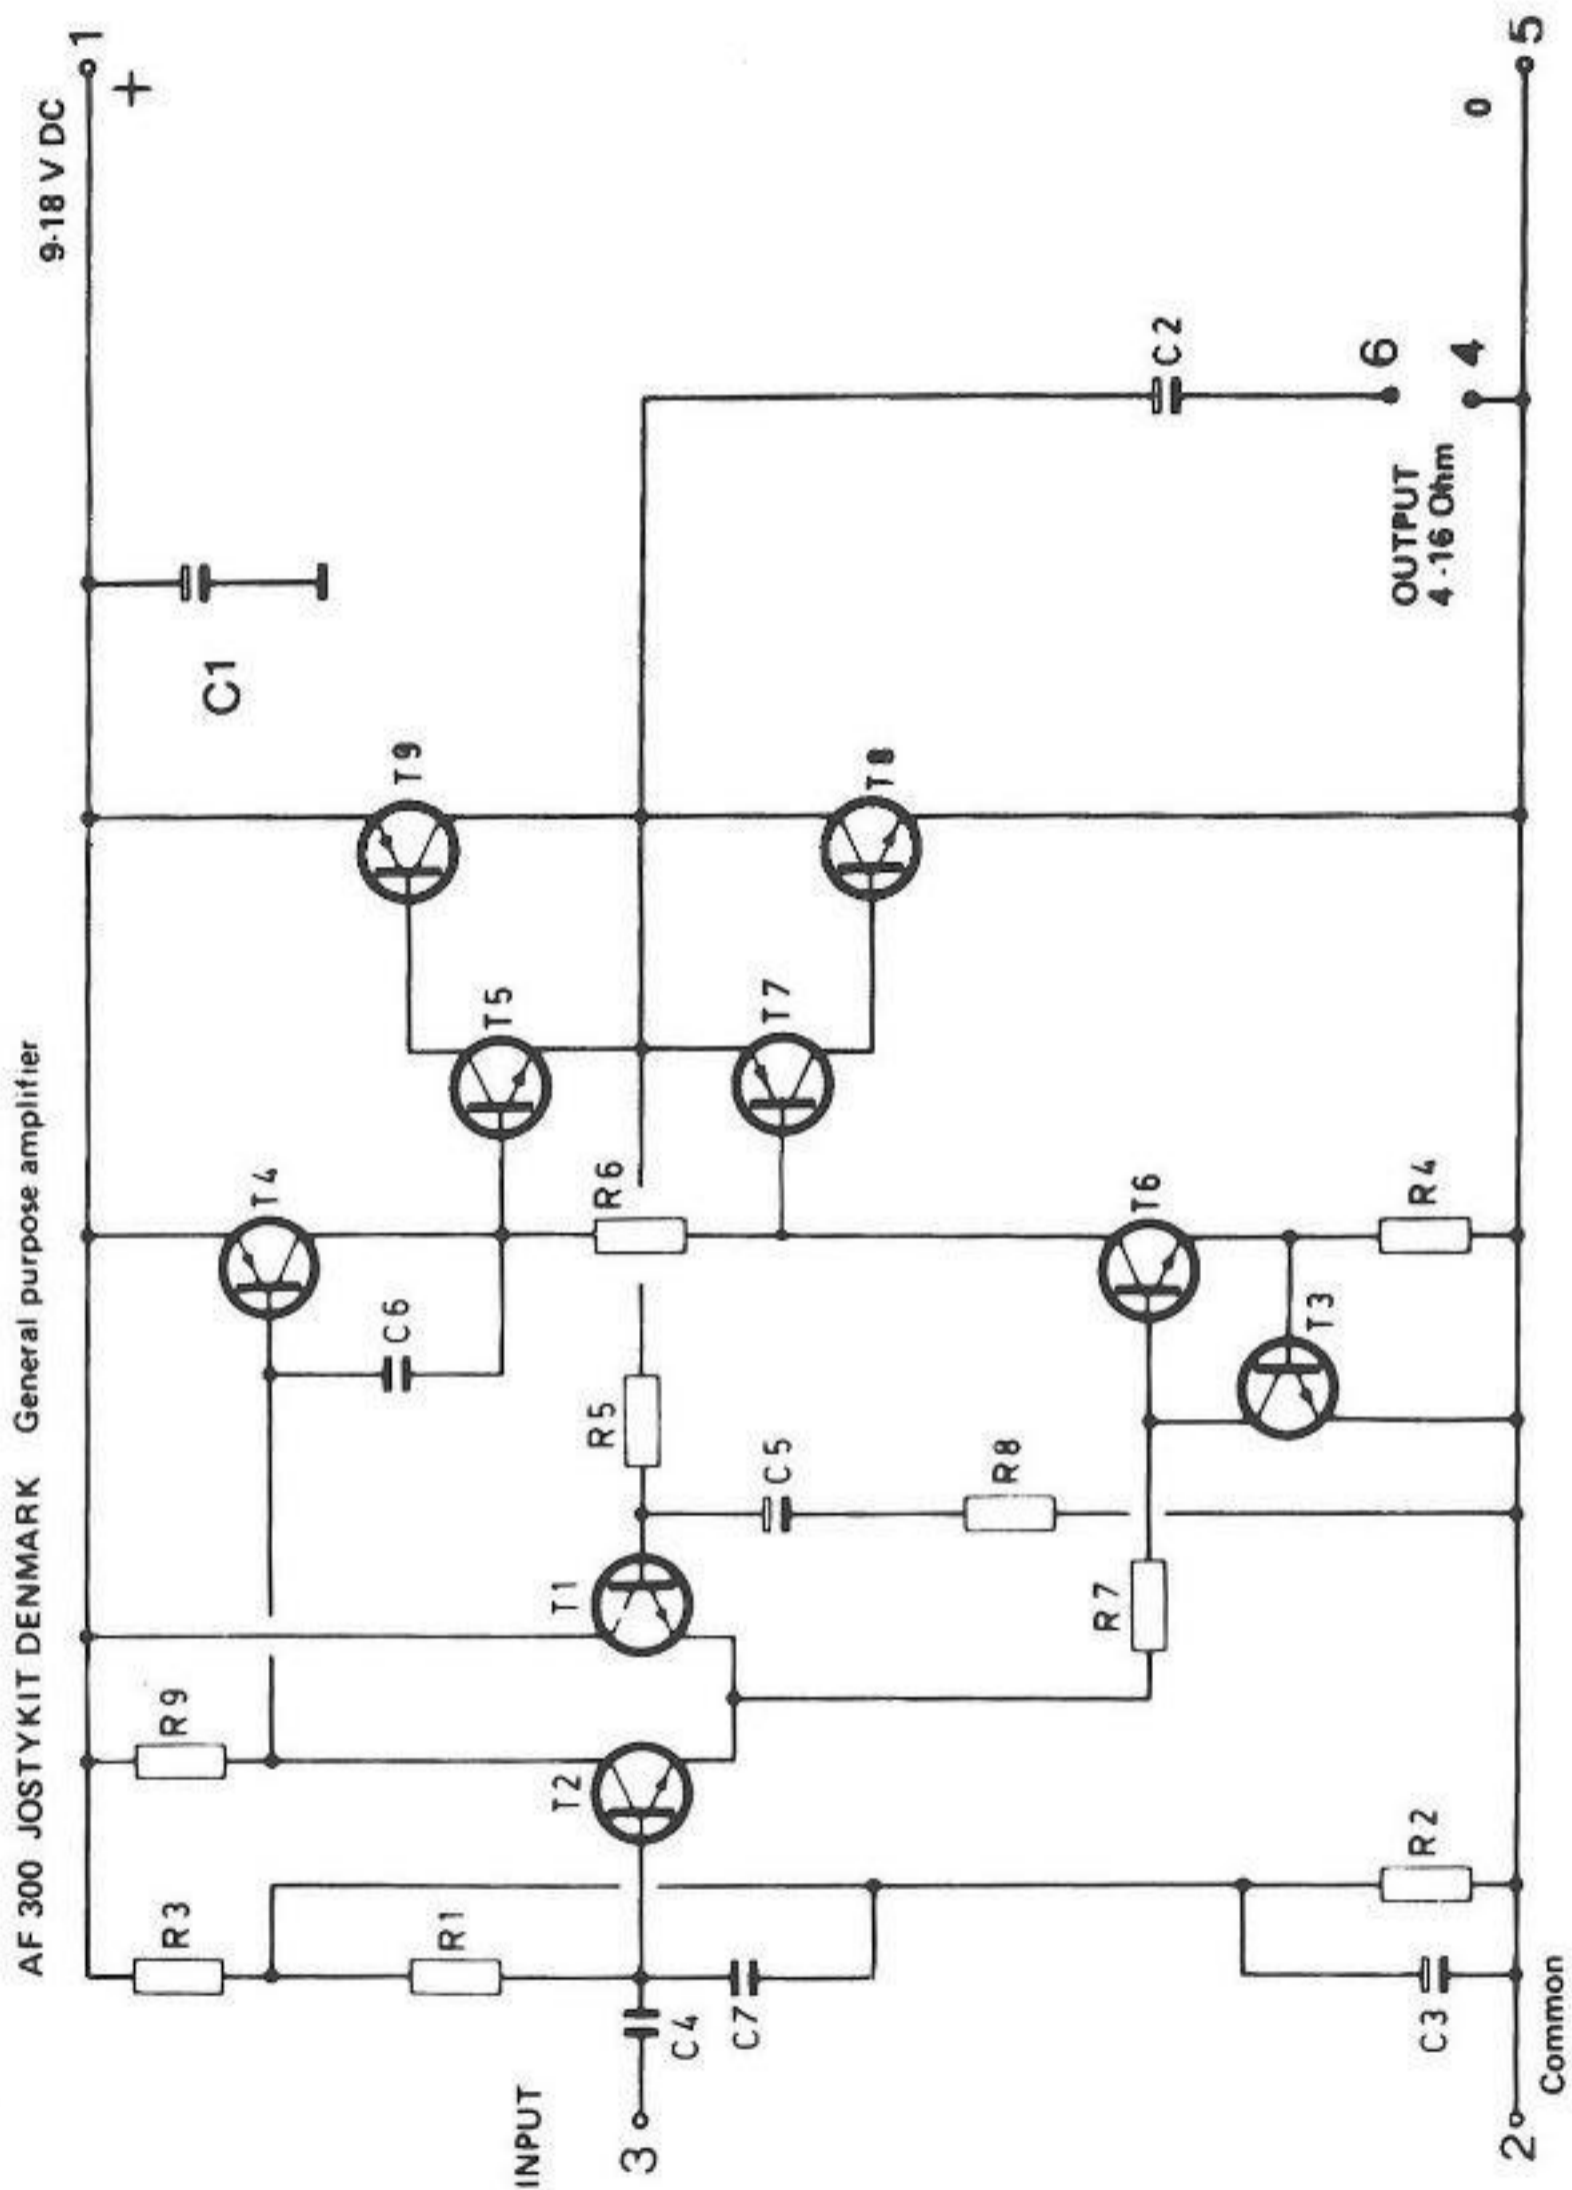 AF 300 JOSTYKIT DENMARK General purpose amplifier
9-18 V DC
1
+
R3
R9
T4
C1
T9
C6
T5
R1
R6
T2
T1
R5
INPUT
3
C4
C7
C5
T7
T8
C2
R8
R7
T6
T3
OUTPUT
4-16 Ohm
6
4
R2
R4
C3
0
2
Common
5